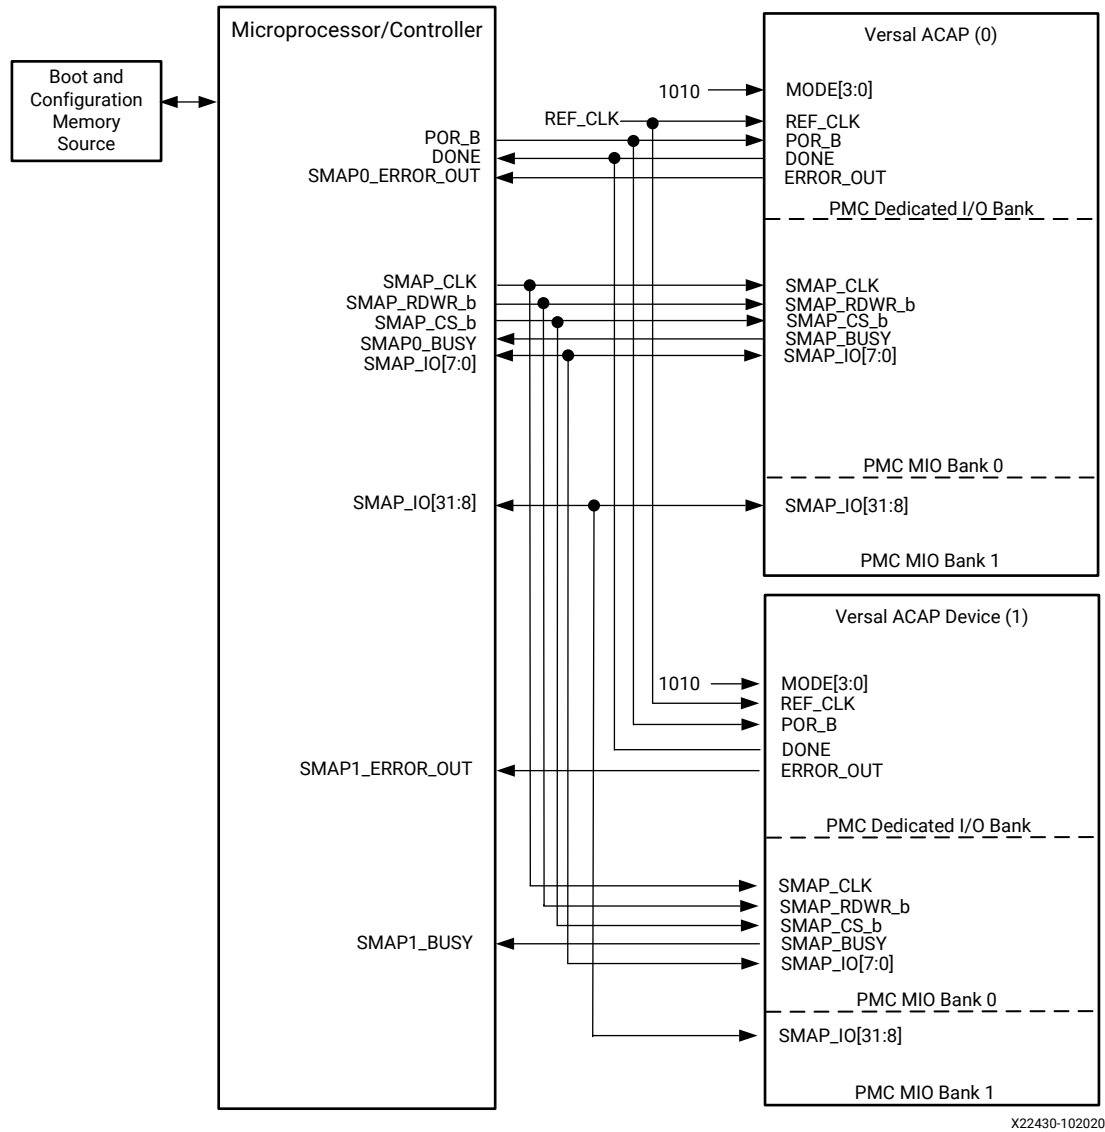 Microprocessor/Controller
Boot and
Configuration
Memory
Source
POR_B
DONE
SMAP0_ERROR_OUT
SMAP_CLK
SMAP_RDWR_b
SMAP_CS_b
SMAP0_BUSY
SMAP_IO[7:0]
SMAP_IO[31:8]
SMAP1_ERROR_OUT
SMAP1_BUSY
1010
REF_CLK
Versal ACAP (0)
MODE[3:0]
REF_CLK
POR_B
DONE
ERROR_OUT
PMC Dedicated I/O Bank
SMAP_CLK
SMAP_RDWR_b
SMAP_CS_b
SMAP_BUSY
SMAP_IO[7:0]
PMC MIO Bank 0
SMAP_IO[31:8]
PMC MIO Bank 1
Versal ACAP Device (1)
1010
MODE[3:0]
REF_CLK
POR_B
DONE
ERROR_OUT
PMC Dedicated I/O Bank
SMAP_CLK
SMAP_RDWR_b
SMAP_CS_b
SMAP_BUSY
SMAP_IO[7:0]
PMC MIO Bank 0
SMAP_IO[31:8]
PMC MIO Bank 1
X22430-102020